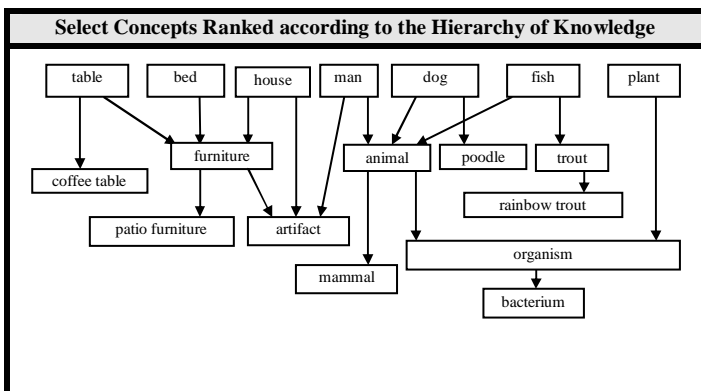 Select Concepts Ranked according to the Hierarchy of Knowledge
table
bed
house
man
dog
fish
plant
furniture
animal
poodle
trout
coffee table
rainbow trout
patio furniture
artifact
organism
mammal
bacterium